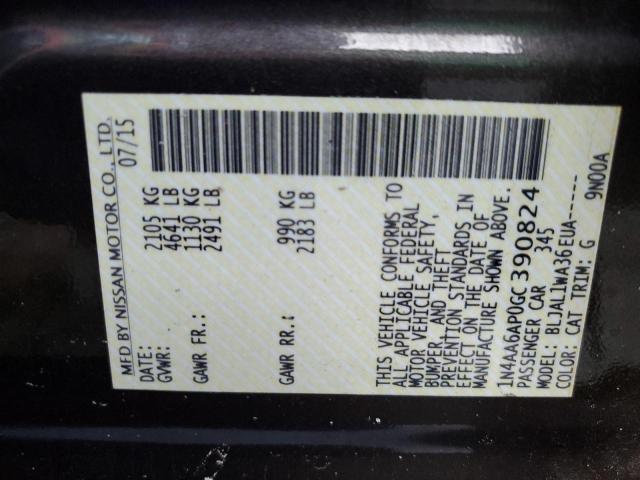 MFD BY NISSAN MOTOR CO., LTD.
DATE: 07/15
GVWR: 2105 KG
4641 LB
GAWR FR.: 1130 KG
2491 LB
GAWR RR.: 990 KG
2183 LB
THIS VEHICLE CONFORMS TO
ALL APPLICABLE FEDERAL
MOTOR VEHICLE SAFETY,
BUMPER, AND THEFT
PREVENTION STANDARDS IN
EFFECT ON THE DATE OF
MANUFACTURE SHOWN ABOVE.
1N4AA6AP0GC390824
PASSENGER CAR 345
MODEL: BLJAL1WA36EUA------
COLOR: CAT TRIM: G 9N00A